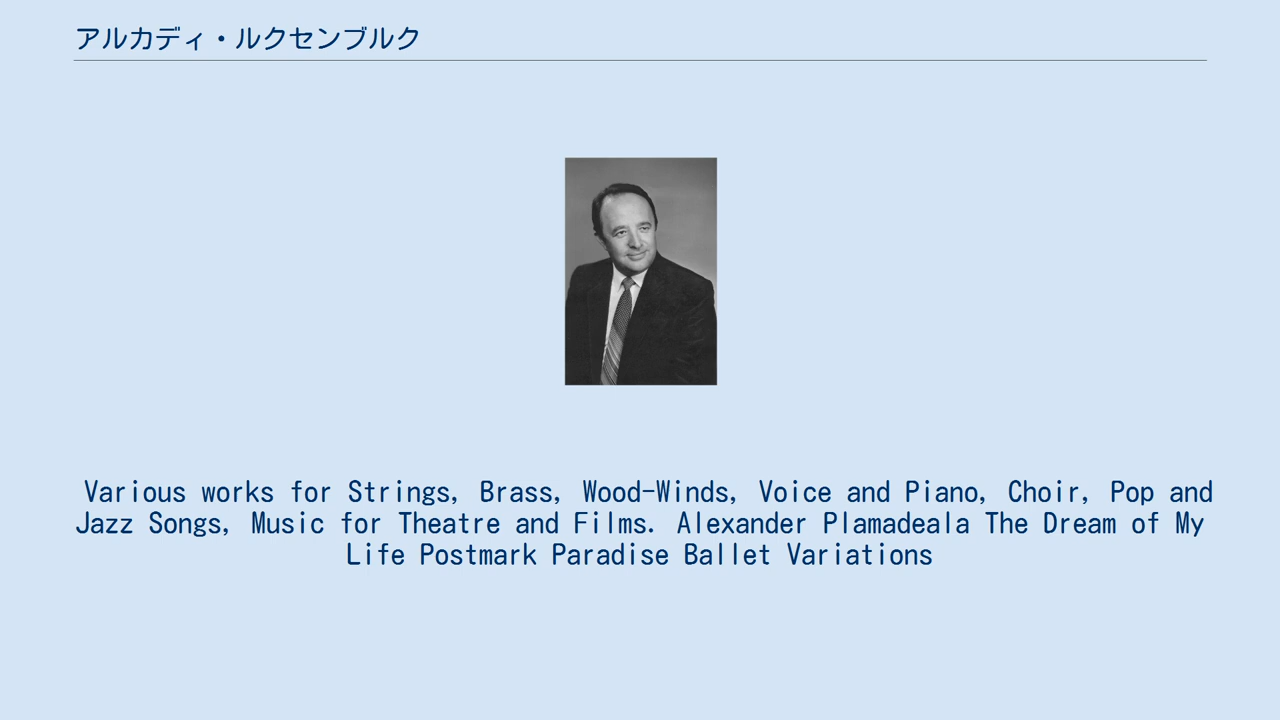 アルカディ・ルクセンブルク
Various works for Strings, Brass, Wood-Winds, Voice and Piano, Choir, Pop and
Jazz Songs, Music for Theatre and Films. Alexander Plamadeala The Dream of My
Life Postmark Paradise Ballet Variations